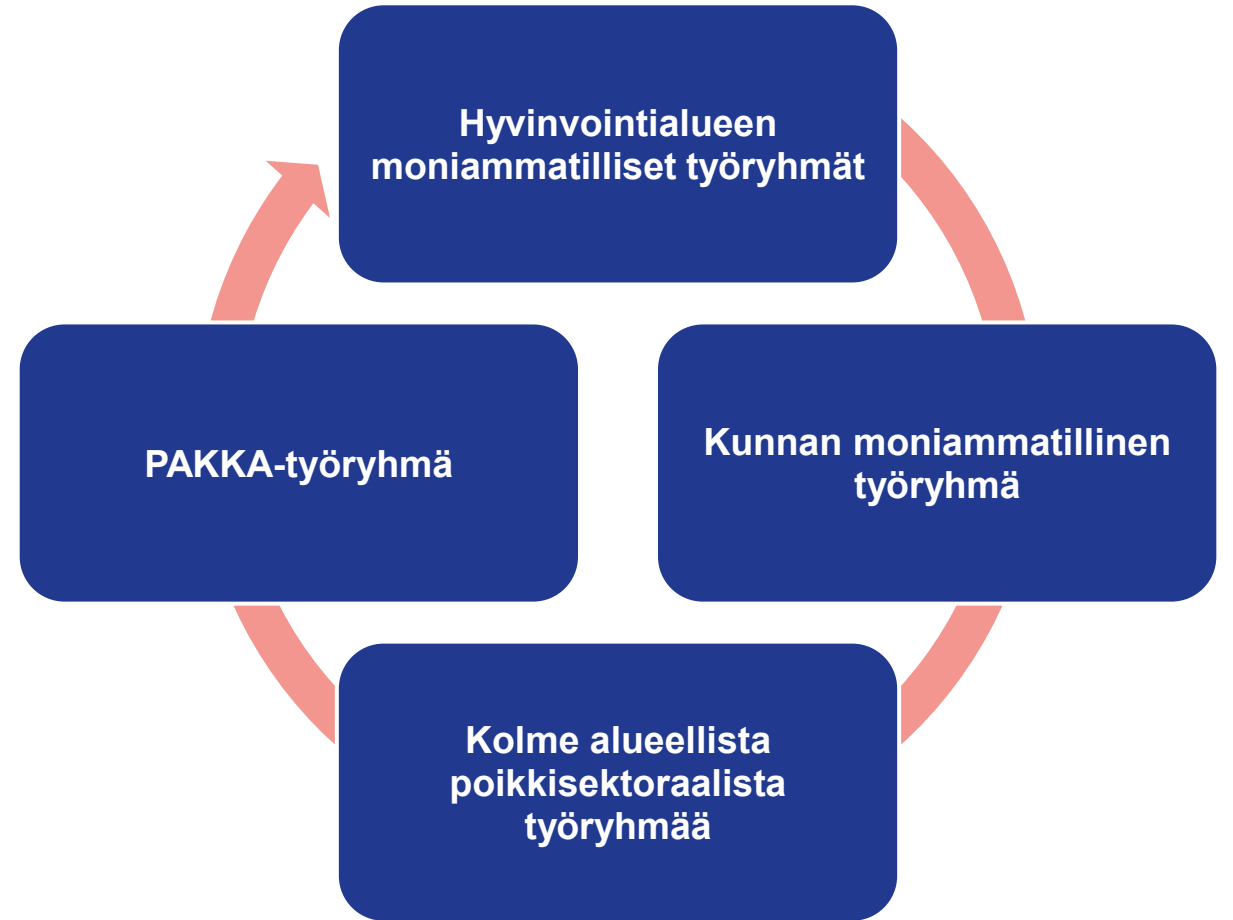 Hyvinvointialueen
moniammatilliset työryhmät
Kunnan moniammatillinen
työryhmä
Kolme alueellista
poikkisektoraalista
työryhmää
PAKKA-työryhmä